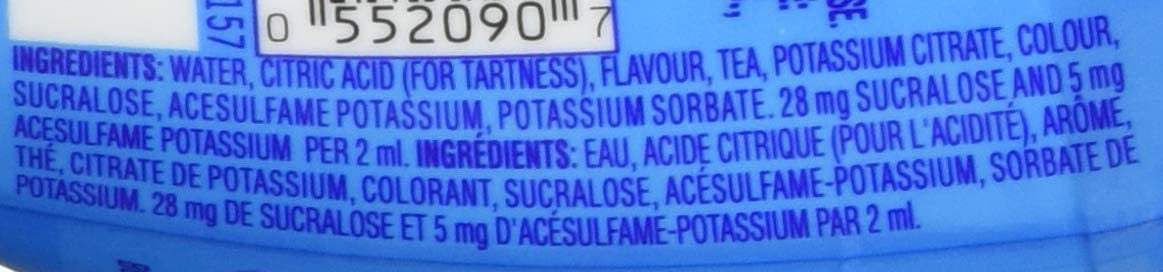 157
0 552090 7
INGREDIENTS: WATER, CITRIC ACID (FOR TARTNESS), FLAVOUR, TEA, POTASSIUM CITRATE, COLOUR,
SUCRALOSE, ACESULFAME POTASSIUM, POTASSIUM SORBATE. 28 mg SUCRALOSE AND 5 mg
ACESULFAME POTASSIUM PER 2 ml. INGRÉDIENTS: EAU, ACIDE CITRIQUE (POUR L'ACIDITÉ), ARÔME,
THÉ, CITRATE DE POTASSIUM, COLORANT, SUCRALOSE, ACÉSULFAME-POTASSIUM, SORBATE DE
POTASSIUM. 28 mg DE SUCRALOSE ET 5 mg D'ACÉSULFAME-POTASSIUM PAR 2 ml.